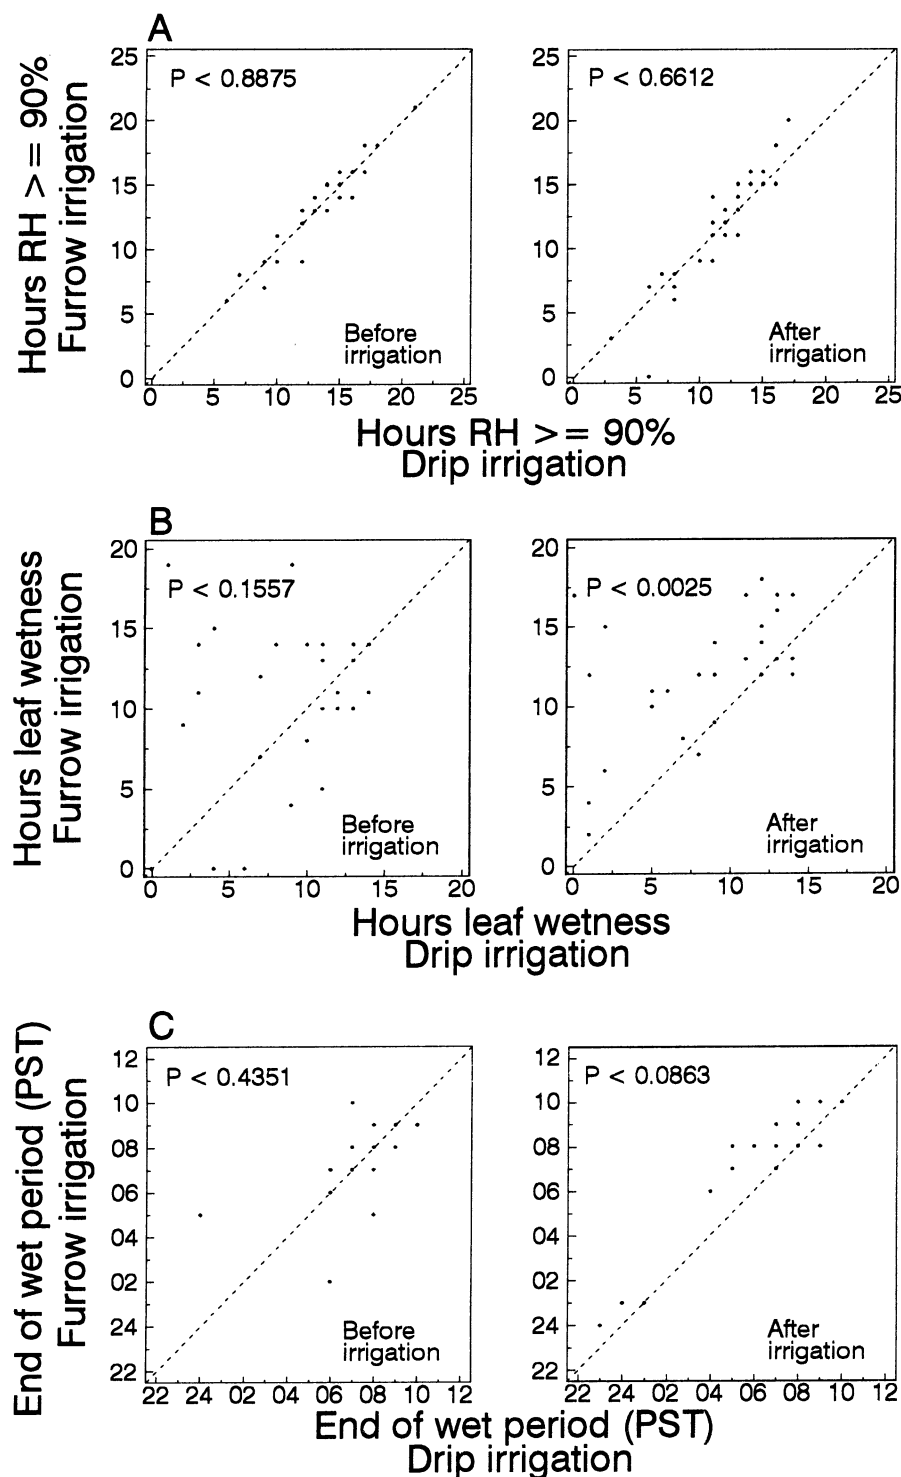 A
Hours RH >= 90%
Furrow irrigation
25
20
15
10
5
0
P < 0.8875
Before
irrigation
0 5 10 15 20 25
25
20
15
10
5
0
P < 0.6612
After
irrigation
0 5 10 15 20 25
Hours RH >= 90%
Drip irrigation
B
Hours leaf wetness
Furrow irrigation
20
15
10
5
0
P < 0.1557
Before
irrigation
0 5 10 15 20
20
15
10
5
0
P < 0.0025
After
irrigation
0 5 10 15 20
Hours leaf wetness
Drip irrigation
C
End of wet period (PST)
Furrow irrigation
12
10
08
06
04
02
24
22
P < 0.4351
Before
irrigation
22 24 02 04 06 08 10 12
12
10
08
06
04
02
24
22
P < 0.0863
After
irrigation
22 24 02 04 06 08 10 12
End of wet period (PST)
Drip irrigation